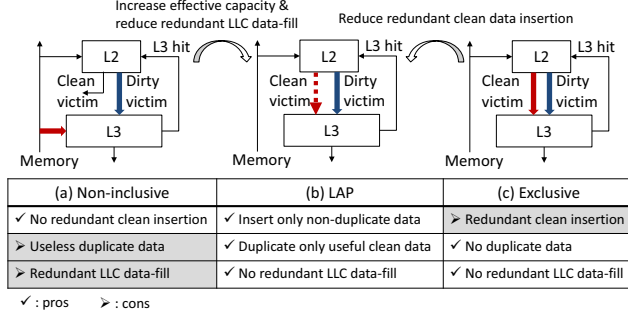 Increase effective capacity &
reduce redundant LLC data-fill
Reduce redundant clean data insertion
L2
L3 hit
Clean
victim
Dirty
victim
L3
Memory
L2
L3 hit
Clean
victim
Dirty
victim
L3
Memory
L2
L3 hit
Clean
victim
Dirty
victim
L3
Memory
(a) Non-inclusive
(b) LAP
(c) Exclusive
✓ No redundant clean insertion
✓ Insert only non-duplicate data
➢ Redundant clean insertion
➢ Useless duplicate data
✓ Duplicate only useful clean data
✓ No duplicate data
➢ Redundant LLC data-fill
✓ No redundant LLC data-fill
✓ No redundant LLC data-fill
✓ : pros ➢ : cons